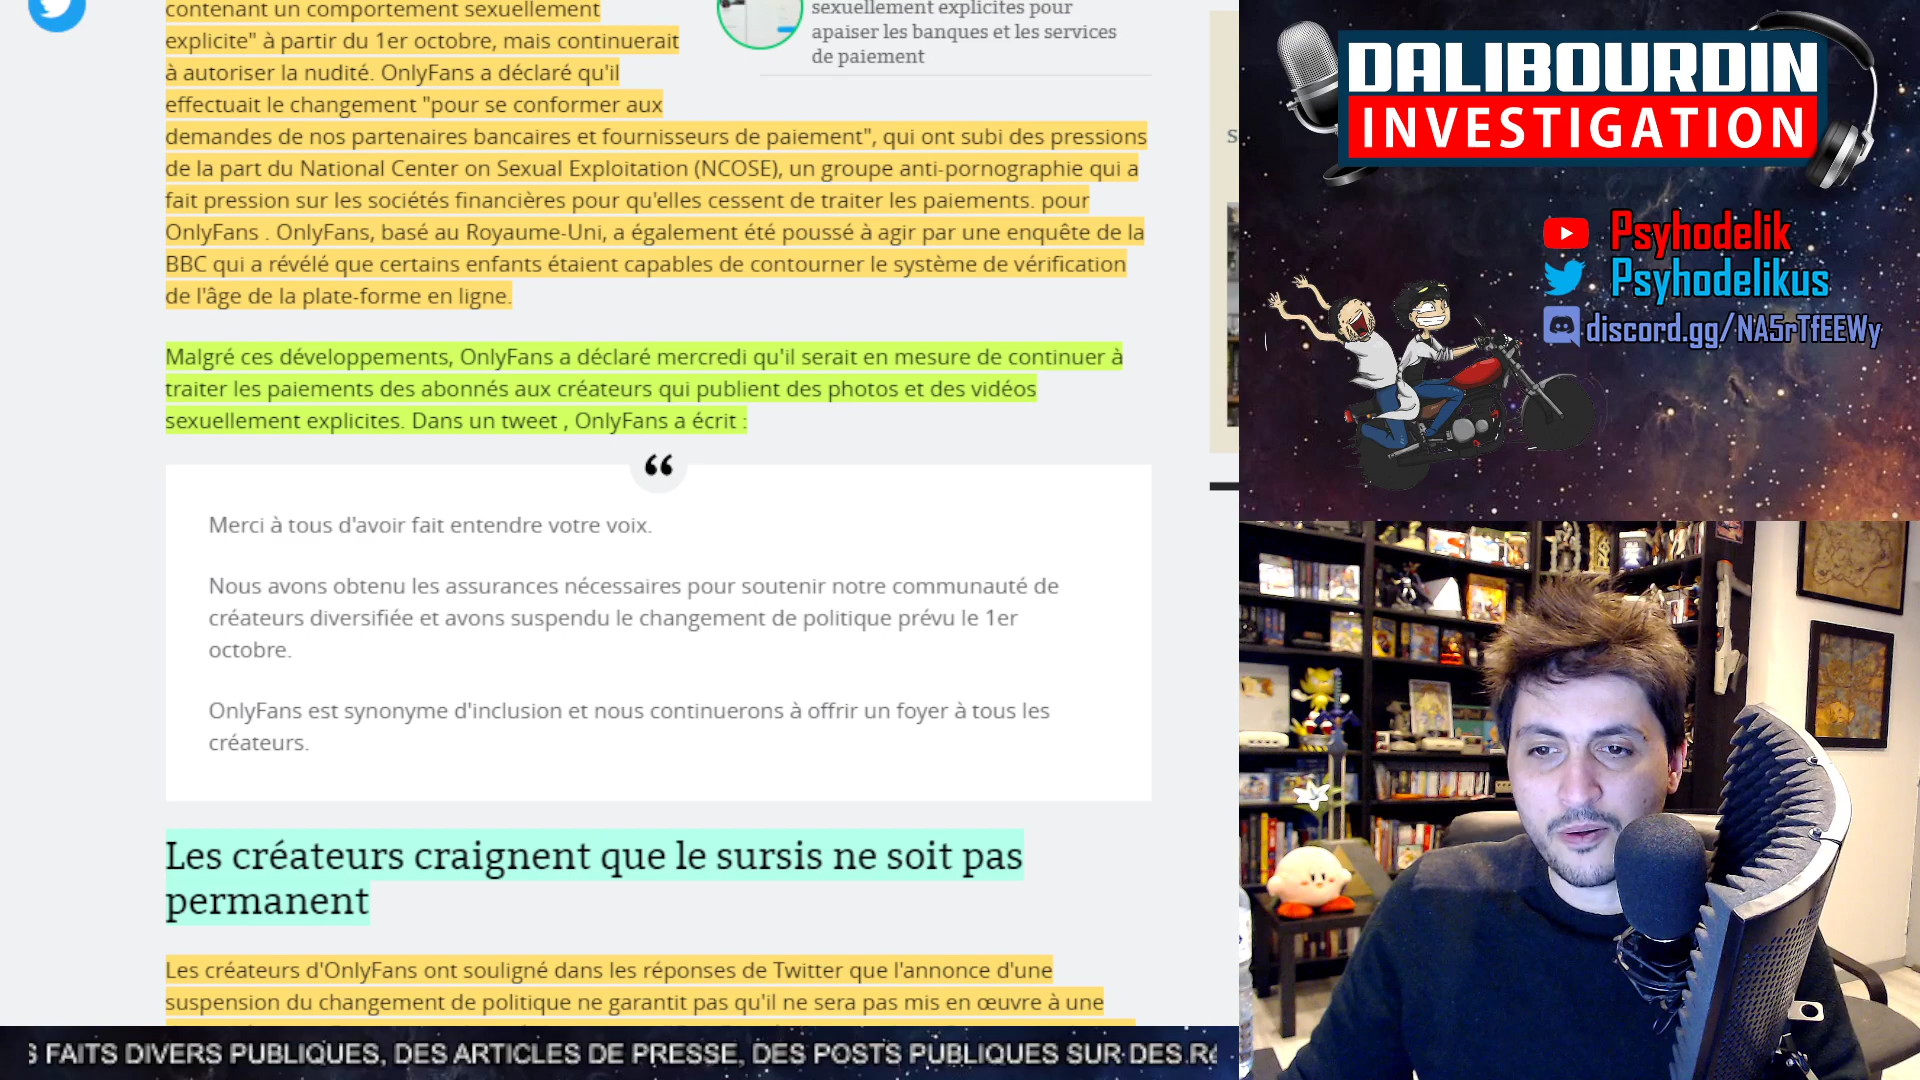 contenant un comportement sexuellement
explicite" à partir du 1er octobre, mais continuerait
à autoriser la nudité. OnlyFans a déclaré qu'il
effectuait le changement "pour se conformer aux
demandes de nos partenaires bancaires et fournisseurs de paiement", qui ont subi des pressions
de la part du National Center on Sexual Exploitation (NCOSE), un groupe anti-pornographie qui a
fait pression sur les sociétés financières pour qu'elles cessent de traiter les paiements. pour
OnlyFans . OnlyFans, basé au Royaume-Uni, a également été poussé à agir par une enquête de la
BBC qui a révélé que certains enfants étaient capables de contourner le système de vérification
de l'âge de la plate-forme en ligne.
sexuellement explicites pour
apaiser les banques et les services
de paiement
Malgré ces développements, OnlyFans a déclaré mercredi qu'il serait en mesure de continuer à
traiter les paiements des abonnés aux créateurs qui publient des photos et des vidéos
sexuellement explicites. Dans un tweet , OnlyFans a écrit :
“
Merci à tous d'avoir fait entendre votre voix.
Nous avons obtenu les assurances nécessaires pour soutenir notre communauté de
créateurs diversifiée et avons suspendu le changement de politique prévu le 1er
octobre.
OnlyFans est synonyme d'inclusion et nous continuerons à offrir un foyer à tous les
créateurs.
Les créateurs craignent que le sursis ne soit pas
permanent
Les créateurs d'OnlyFans ont souligné dans les réponses de Twitter que l'annonce d'une
suspension du changement de politique ne garantit pas qu'il ne sera pas mis en œuvre à une
FAITS DIVERS PUBLIQUES, DES ARTICLES DE PRESSE, DES POSTS PUBLIQUES SUR DES
DALIBOURDIN
INVESTIGATION
Psyhodelik
Psyhodelikus
discord.gg/NA5rTfEEWy